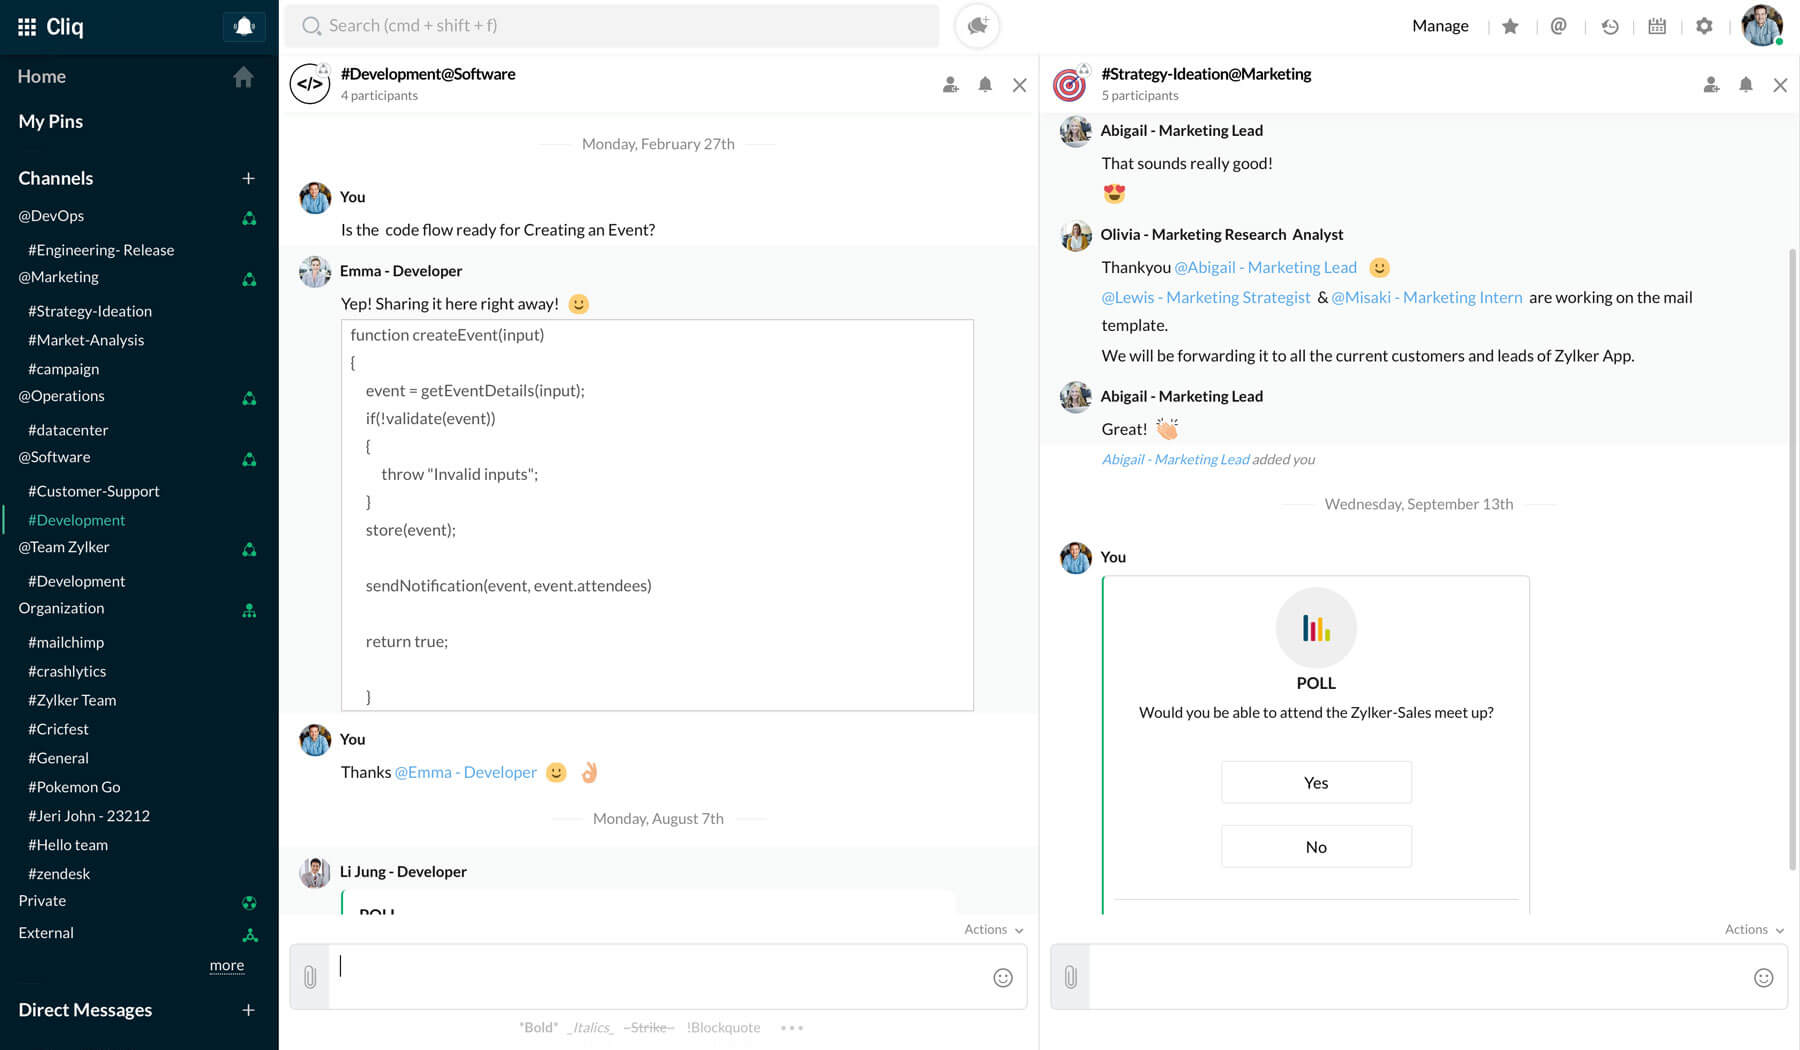 Cliq
Search (cmd + shift + f)
Manage
Home
My Pins
Channels
@DevOps
#Engineering- Release
@Marketing
#Strategy-Ideation
#Market-Analysis
#campaign
@Operations
#datacenter
@Software
#Customer-Support
#Development
@Team Zylker
#Development
Organization
#mailchimp
#crashlytics
#Zylker Team
#Cricfest
#General
#Pokemon Go
#Jeri John - 23212
#Hello team
#zendesk
Private
External
more
Direct Messages
#Development@Software
4 participants
Monday, February 27th
You
Is the code flow ready for Creating an Event?
Emma - Developer
Yep! Sharing it here right away!
function createEvent(input)
{
event = getEventDetails(input);
if(!validate(event))
{
throw "Invalid inputs";
}
store(event);
sendNotification(event, event.attendees)
return true;
}
You
Thanks @Emma - Developer
Monday, August 7th
Li Jung - Developer
POLL
Actions
*Bold* _Italics_ ~Strike~ !Blockquote
#Strategy-Ideation@Marketing
5 participants
Abigail - Marketing Lead
That sounds really good!
Olivia - Marketing Research Analyst
Thankyou @Abigail - Marketing Lead
@Lewis - Marketing Strategist & @Misaki - Marketing Intern are working on the mail
template.
We will be forwarding it to all the current customers and leads of Zylker App.
Abigail - Marketing Lead
Great!
Abigail - Marketing Lead added you
Wednesday, September 13th
You
POLL
Would you be able to attend the Zylker-Sales meet up?
Yes
No
Actions